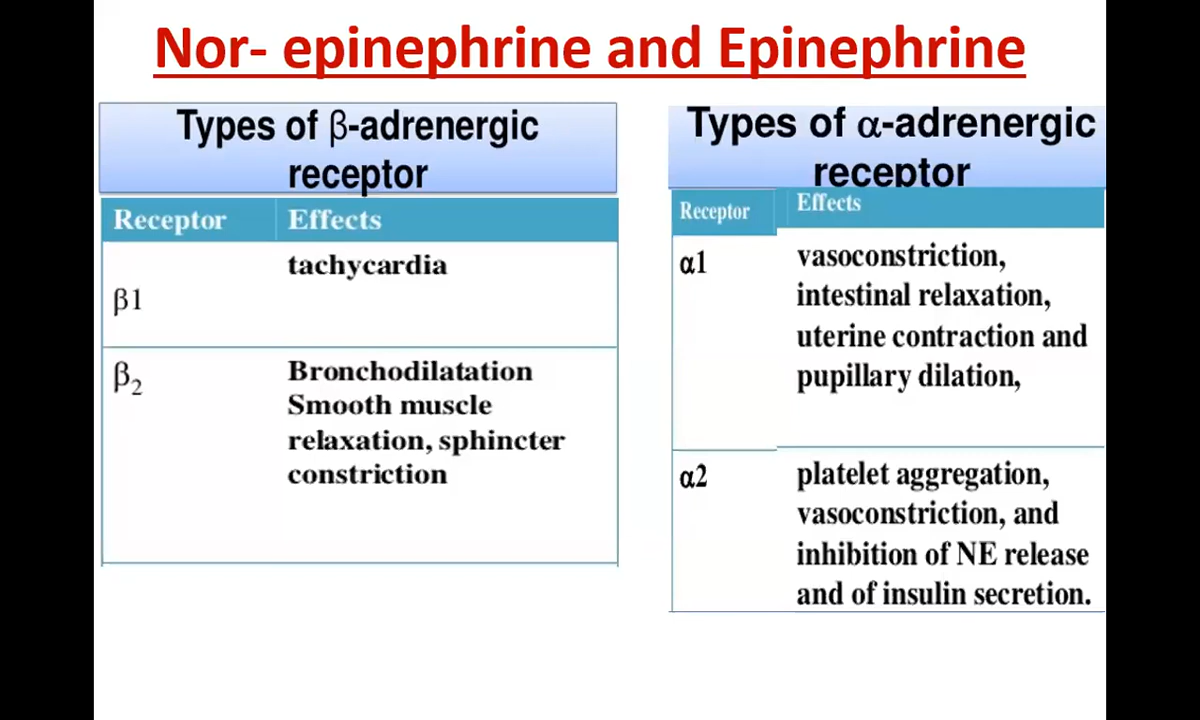 Nor- epinephrine and Epinephrine
Types of β-adrenergic
receptor
Receptor Effects
tachycardia
β1
β2 Bronchodilatation
Smooth muscle
relaxation, sphincter
constriction
Types of α-adrenergic
receptor
Receptor Effects
α1 vasoconstriction,
intestinal relaxation,
uterine contraction and
pupillary dilation,
α2 platelet aggregation,
vasoconstriction, and
inhibition of NE release
and of insulin secretion.